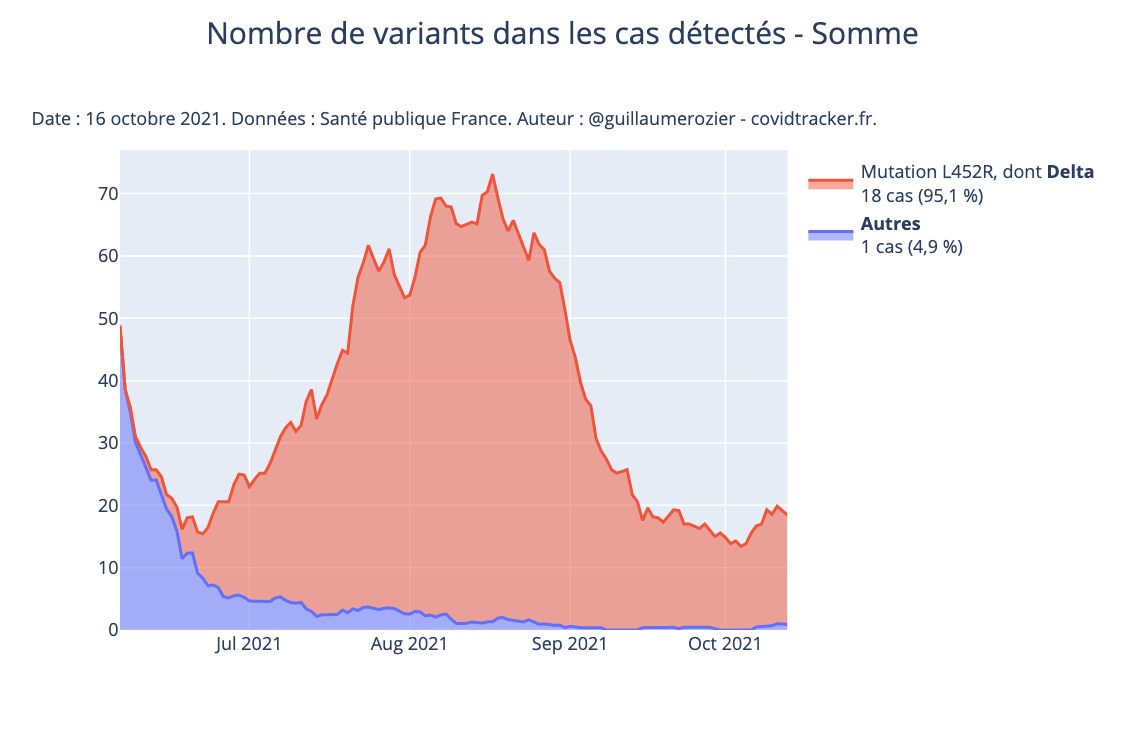 Nombre de variants dans les cas détectés - Somme
Date : 16 octobre 2021. Données : Santé publique France. Auteur : @guillaumerozier - covidtracker.fr.
Mutation L452R, dont Delta
18 cas (95,1 %)
Autres
1 cas (4,9 %)
70
60
50
40
30
20
10
0
Jul 2021
Aug 2021
Sep 2021
Oct 2021